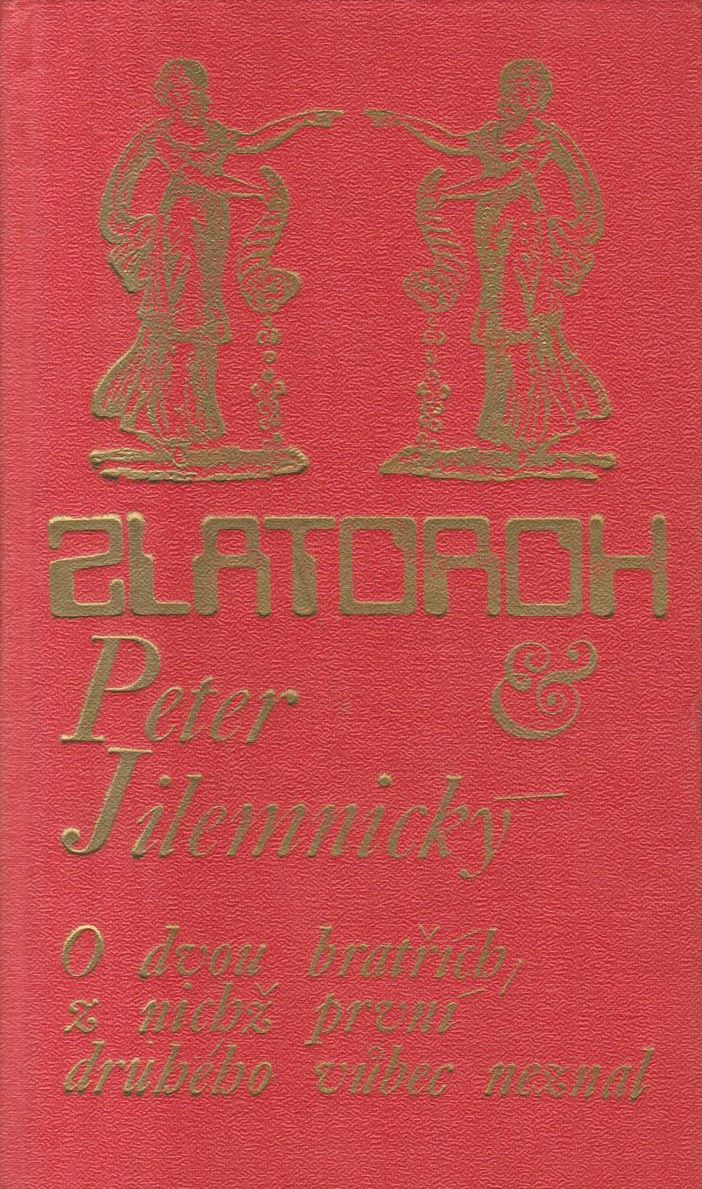 ZLATOROH
Peter &
Jilemnický
O dvou bratřích,
z nichž první
druhého vůbec neznal